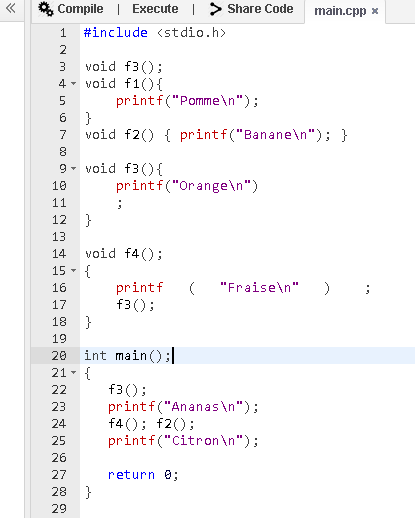 « Compile | Execute | Share Code main.cpp ×
1 #include <stdio.h>
2
3 void f3();
4 void f1(){
5     printf("Pomme\n");
6 }
7 void f2() { printf("Banane\n"); }
8
9 void f3(){
10     printf("Orange\n")
11     ;
12 }
13
14 void f4();
15 {
16     printf   (   "Fraise\n"   )    ;
17     f3();
18 }
19
20 int main();
21 {
22    f3();
23    printf("Ananas\n");
24    f4(); f2();
25    printf("Citron\n");
26
27    return 0;
28 }
29